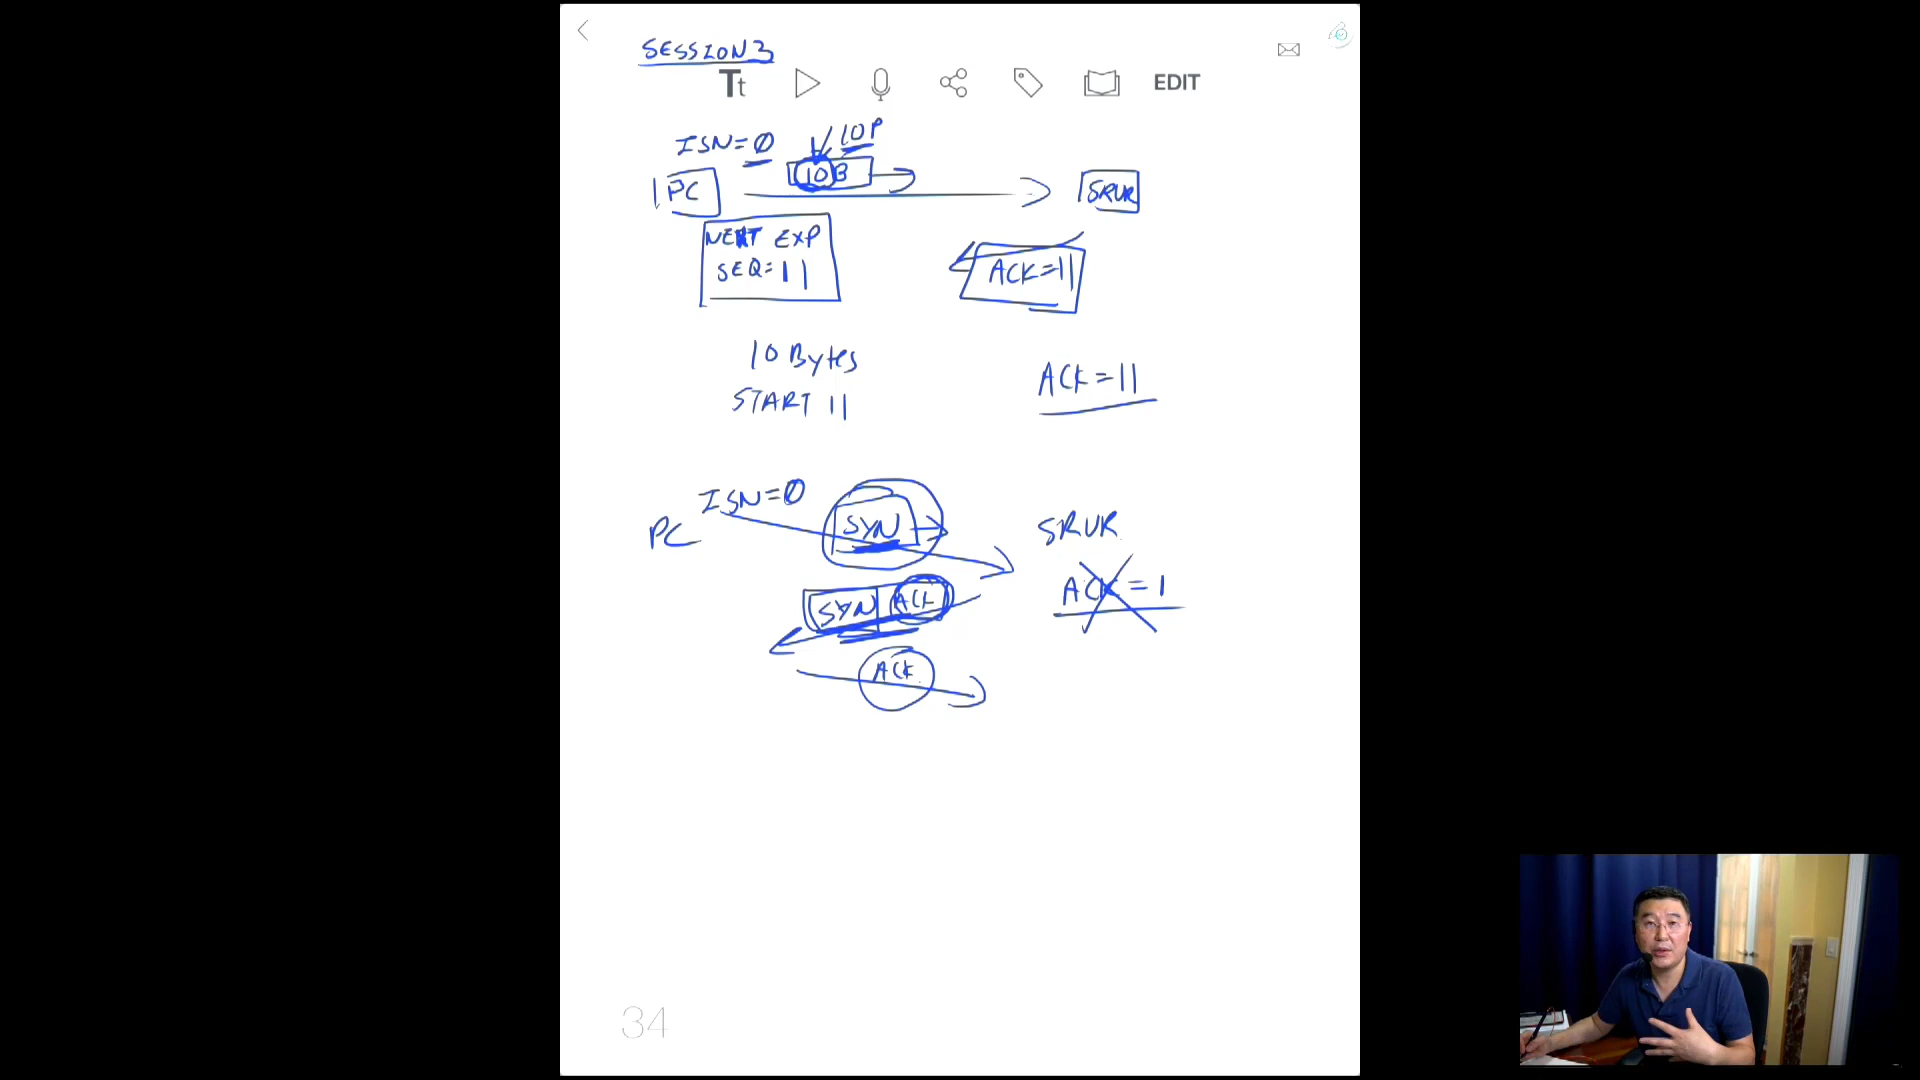 SESSION 3
Tt EDIT
ISN=0 10P
PC 10B SRVR
NEXT EXP
SEQ=11
ACK=11
10 Bytes
START 11
ACK=11
ISN=0
PC SYN SRVR
ACK=1
SYN ACK
ACK
34